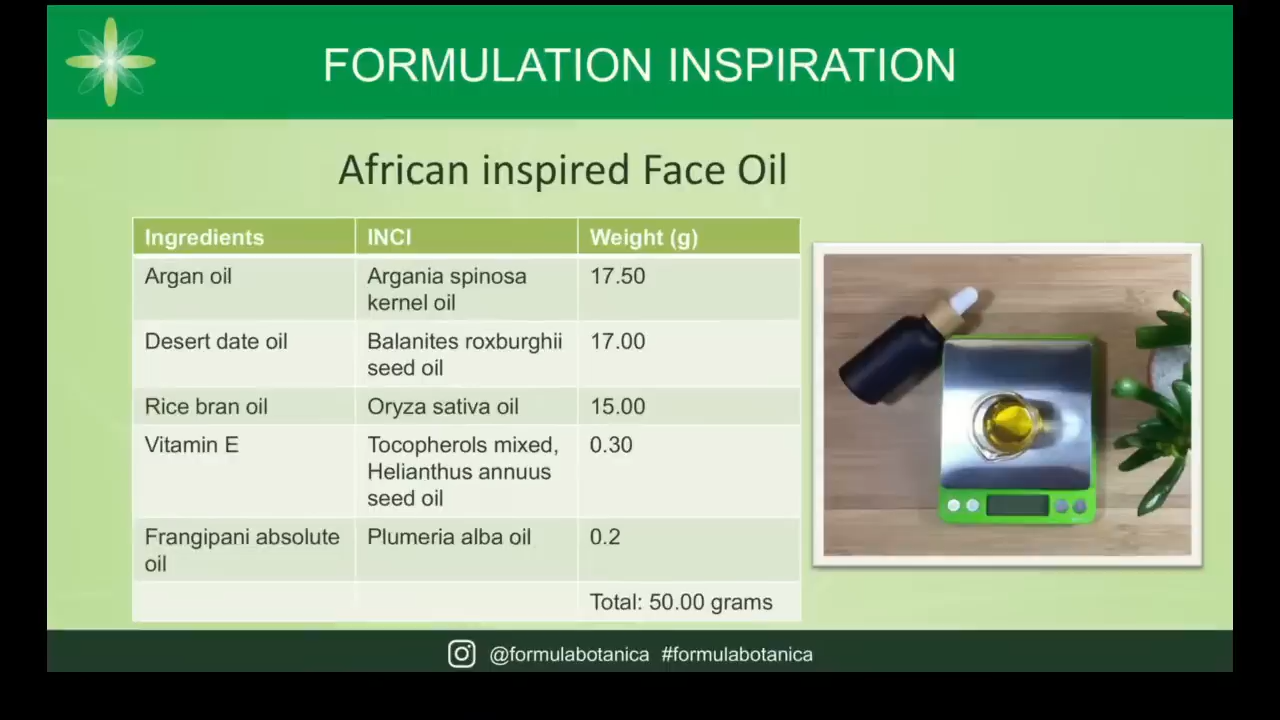 FORMULATION INSPIRATION
African inspired Face Oil
Ingredients INCI Weight (g)
Argan oil Argania spinosa 17.50
kernel oil
Desert date oil Balanites roxburghii 17.00
seed oil
Rice bran oil Oryza sativa oil 15.00
Vitamin E Tocopherols mixed, 0.30
Helianthus annuus
seed oil
Frangipani absolute Plumeria alba oil 0.2
oil
Total: 50.00 grams
@formulabotanica #formulabotanica